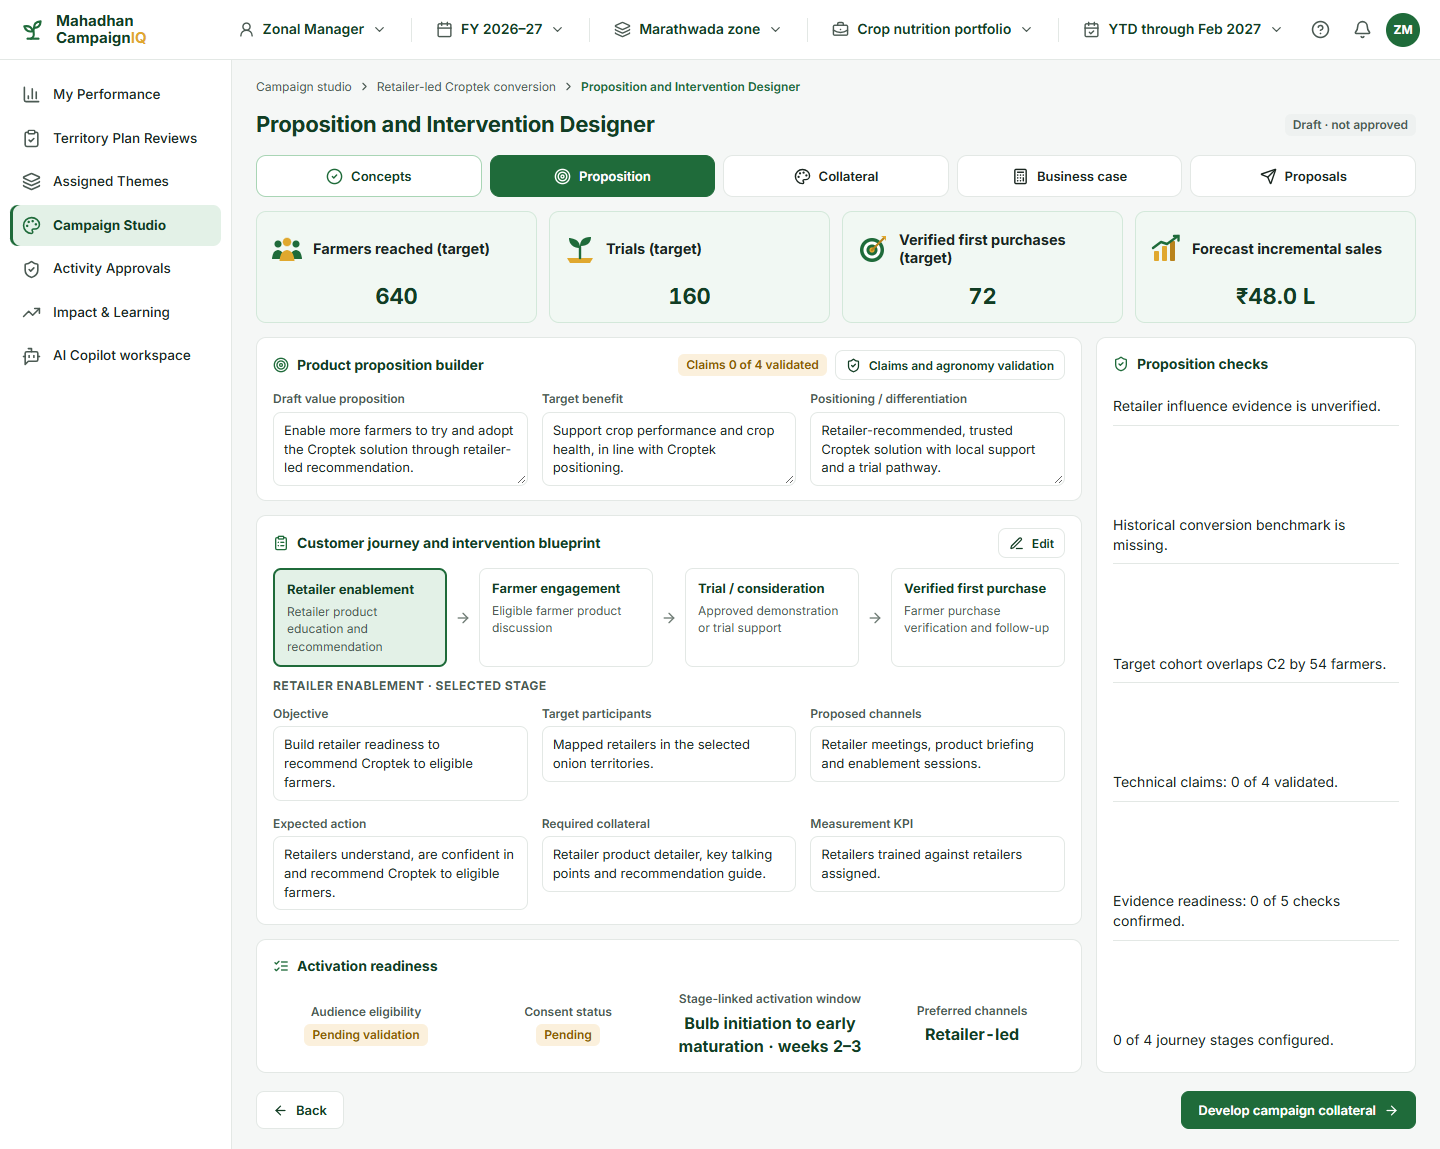 Mahadhan
CampaignIQ
Zonal Manager
FY 2026–27
Marathwada zone
Crop nutrition portfolio
YTD through Feb 2027
ZM
My Performance
Territory Plan Reviews
Assigned Themes
Campaign Studio
Activity Approvals
Impact & Learning
AI Copilot workspace
Campaign studio > Retailer-led Croptek conversion > Proposition and Intervention Designer
Proposition and Intervention Designer
Draft · not approved
Concepts
Proposition
Collateral
Business case
Proposals
Farmers reached (target)
640
Trials (target)
160
Verified first purchases
(target)
72
Forecast incremental sales
₹48.0 L
Product proposition builder
Claims 0 of 4 validated
Claims and agronomy validation
Draft value proposition
Enable more farmers to try and adopt
the Croptek solution through retailer-
led recommendation.
Target benefit
Support crop performance and crop
health, in line with Croptek
positioning.
Positioning / differentiation
Retailer-recommended, trusted
Croptek solution with local support
and a trial pathway.
Customer journey and intervention blueprint
Edit
Retailer enablement
Retailer product
education and
recommendation
Farmer engagement
Eligible farmer product
discussion
Trial / consideration
Approved demonstration
or trial support
Verified first purchase
Farmer purchase
verification and follow-up
RETAILER ENABLEMENT · SELECTED STAGE
Objective
Build retailer readiness to
recommend Croptek to eligible
farmers.
Target participants
Mapped retailers in the selected
onion territories.
Proposed channels
Retailer meetings, product briefing
and enablement sessions.
Expected action
Retailers understand, are confident in
and recommend Croptek to eligible
farmers.
Required collateral
Retailer product detailer, key talking
points and recommendation guide.
Measurement KPI
Retailers trained against retailers
assigned.
Activation readiness
Audience eligibility
Pending validation
Consent status
Pending
Stage-linked activation window
Bulb initiation to early
maturation · weeks 2–3
Preferred channels
Retailer-led
Proposition checks
Retailer influence evidence is unverified.
Historical conversion benchmark is
missing.
Target cohort overlaps C2 by 54 farmers.
Technical claims: 0 of 4 validated.
Evidence readiness: 0 of 5 checks
confirmed.
0 of 4 journey stages configured.
Back
Develop campaign collateral